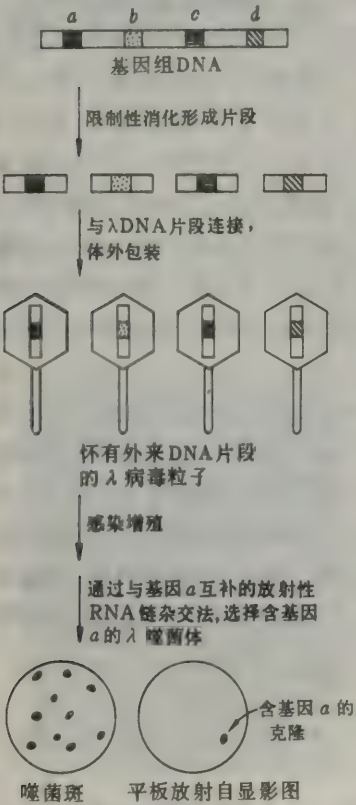 a b c d
基因组DNA
限制性消化形成片段
与λDNA片段连接，
体外包装
怀有外来DNA片段
的λ病毒粒子
感染增殖
通过与基因a互补的放射性
RNA链杂交法,选择含基因
a的λ噬菌体
含基因a的
克隆
噬菌斑 平板放射自显影图